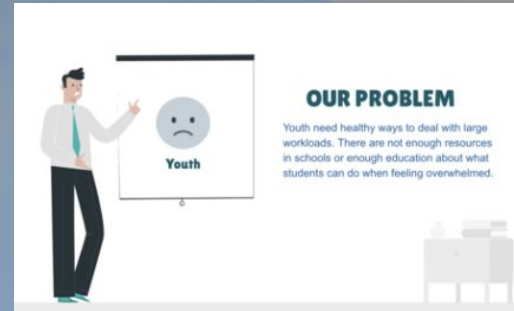 OUR PROBLEM
Youth need healthy ways to deal with large
workloads. There are not enough resources
in schools or enough education about what
students can do when feeling overwhelmed.
Youth